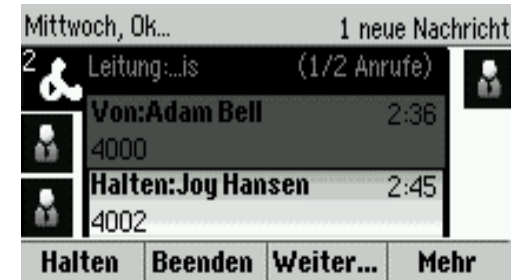 Mittwoch, Ok... 1 neue Nachricht
2 Leitung:...is (1/2 Anrufe)
Von:Adam Bell 2:36
4000
Halten:Joy Hansen 2:45
4002
Halten Beenden Weiter... Mehr